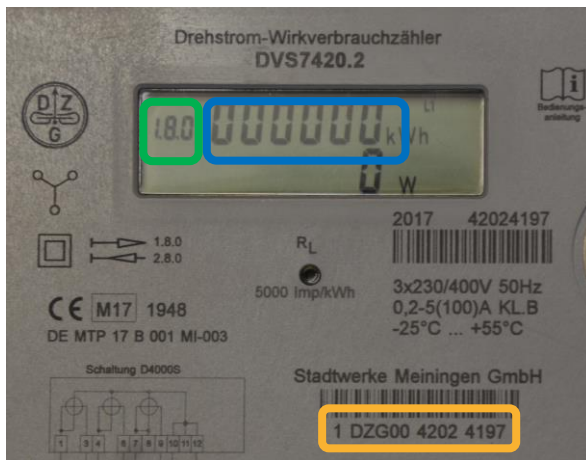 Drehstrom-Wirkverbrauchzähler
DVS7420.2
DZG
i
Bedienungs-
anleitung
L1
1.8.0 000000 kWh
0 W
2017 42024197
1.8.0
2.8.0
RL
5000 Imp/kWh
3x230/400V 50Hz
0,2-5(100)A KL.B
-25°C ... +55°C
CE M17 1948
DE MTP 17 B 001 MI-003
Schaltung D4000S
Stadtwerke Meiningen GmbH
1 3 4 6 7 8 9 10 11 12
1 DZG00 4202 4197